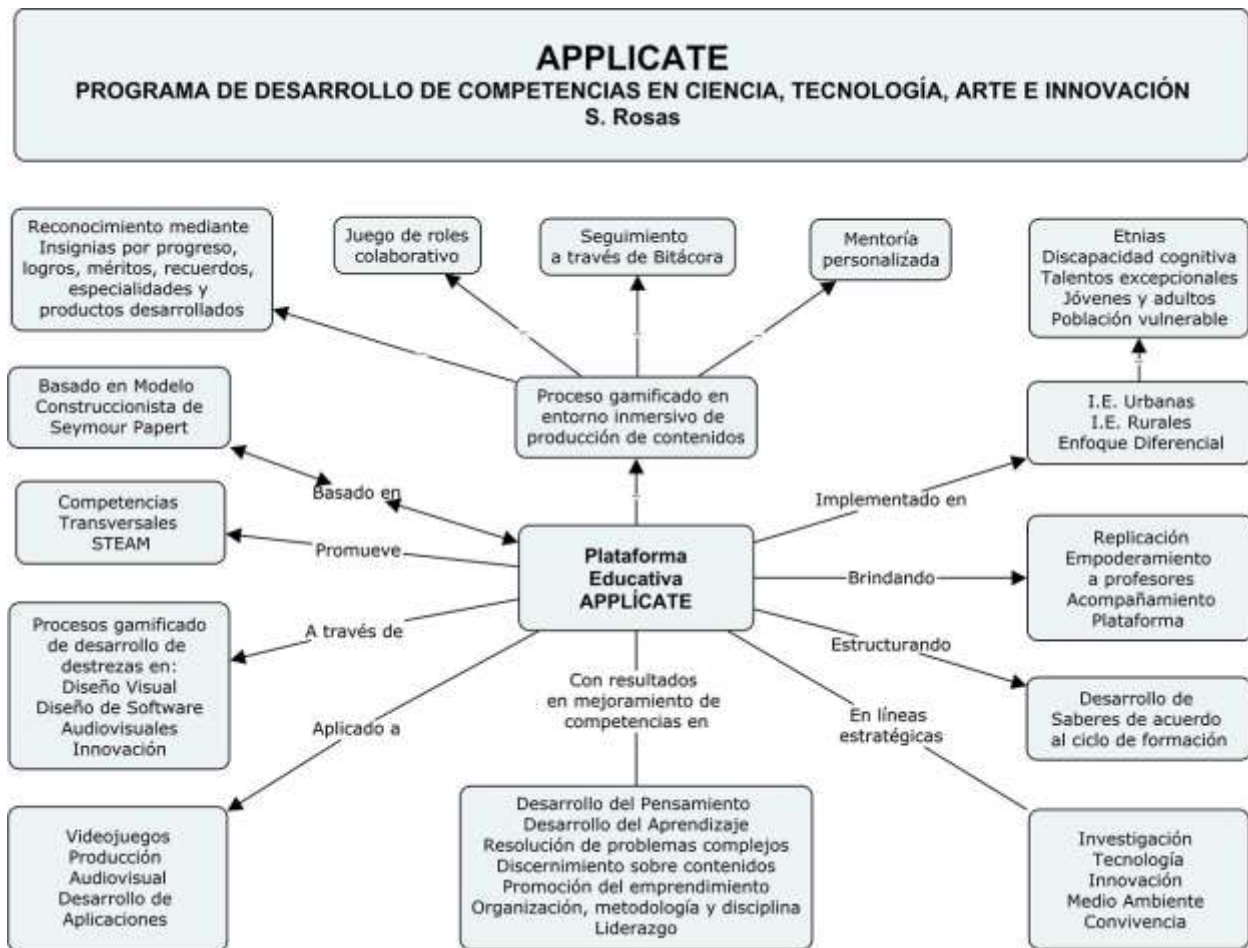 APPLICATE
PROGRAMA DE DESARROLLO DE COMPETENCIAS EN CIENCIA, TECNOLOGÍA, ARTE E INNOVACIÓN
S. Rosas
Reconocimiento mediante
Insignias por progreso,
logros, méritos, recuerdos,
especialidades y
productos desarrollados
Juego de roles
colaborativo
Seguimiento
a través de Bitácora
Mentoría
personalizada
Etnias
Discapacidad cognitiva
Talentos excepcionales
Jóvenes y adultos
Población vulnerable
Basado en Modelo
Construccionista de
Seymour Papert
Proceso gamificado en
entorno inmersivo de
producción de contenidos
I.E. Urbanas
I.E. Rurales
Enfoque Diferencial
Basado en
Implementado en
Competencias
Transversales
STEAM
Promueve
Plataforma
Educativa
APPLÍCATE
Brindando
Replicación
Empoderamiento
a profesores
Acompañamiento
Plataforma
Procesos gamificado
de desarrollo de
destrezas en:
Diseño Visual
Diseño de Software
Audiovisuales
Innovación
A través de
Estructurando
Desarrollo de
Saberes de acuerdo
al ciclo de formación
Aplicado a
Con resultados
en mejoramiento de
competencias en
En líneas
estratégicas
Videojuegos
Producción
Audiovisual
Desarrollo de
Aplicaciones
Desarrollo del Pensamiento
Desarrollo del Aprendizaje
Resolución de problemas complejos
Discernimiento sobre contenidos
Promoción del emprendimiento
Organización, metodología y disciplina
Liderazgo
Investigación
Tecnología
Innovación
Medio Ambiente
Convivencia